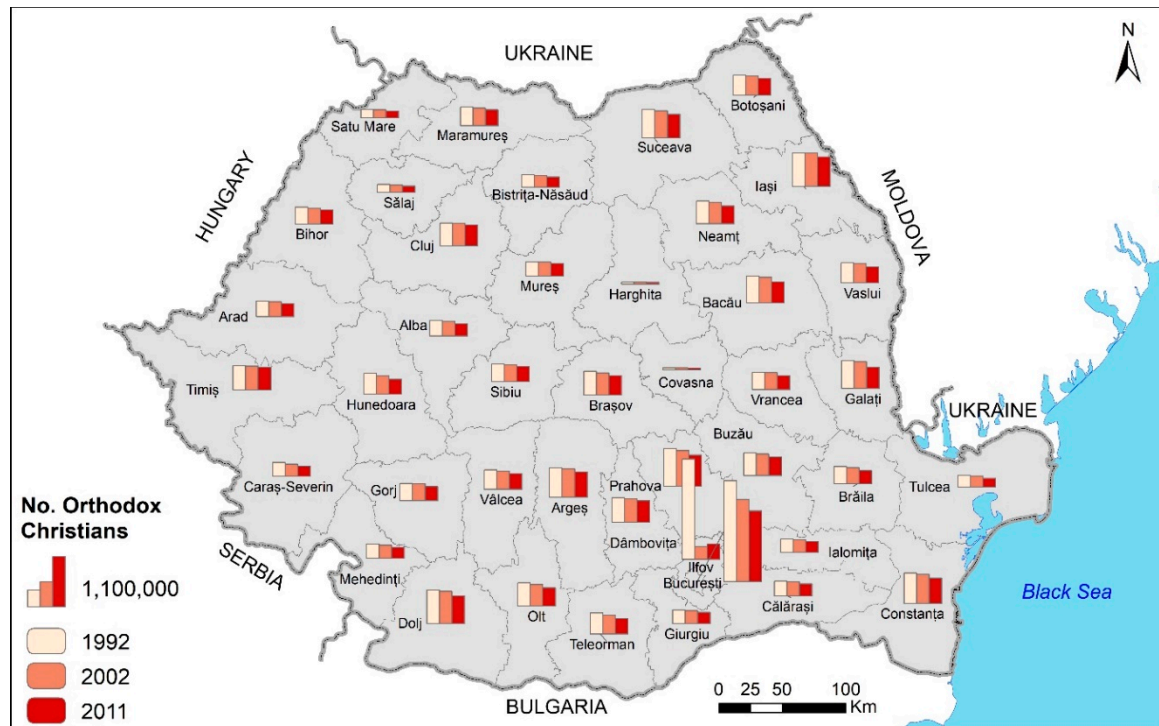 UKRAINE
N
Botoșani
Satu Mare
Maramureș
Suceava
HUNGARY
Iași
MOLDOVA
Sălaj
Bistrița-Năsăud
Bihor
Cluj
Neamț
Mureș
Harghita
Bacău
Vaslui
Arad
Alba
Timiș
Hunedoara
Sibiu
Brașov
Covasna
Vrancea
Galați
UKRAINE
Buzău
Caraș-Severin
Gorj
Vâlcea
Argeș
Prahova
Brăila
Tulcea
No. Orthodox
Christians
1,100,000
1992
2002
2011
SERBIA
Mehedinți
Dâmbovița
Ilfov
București
Ialomița
Dolj
Olt
Teleorman
Giurgiu
Călărași
Constanța
Black Sea
BULGARIA
0 25 50 100
Km